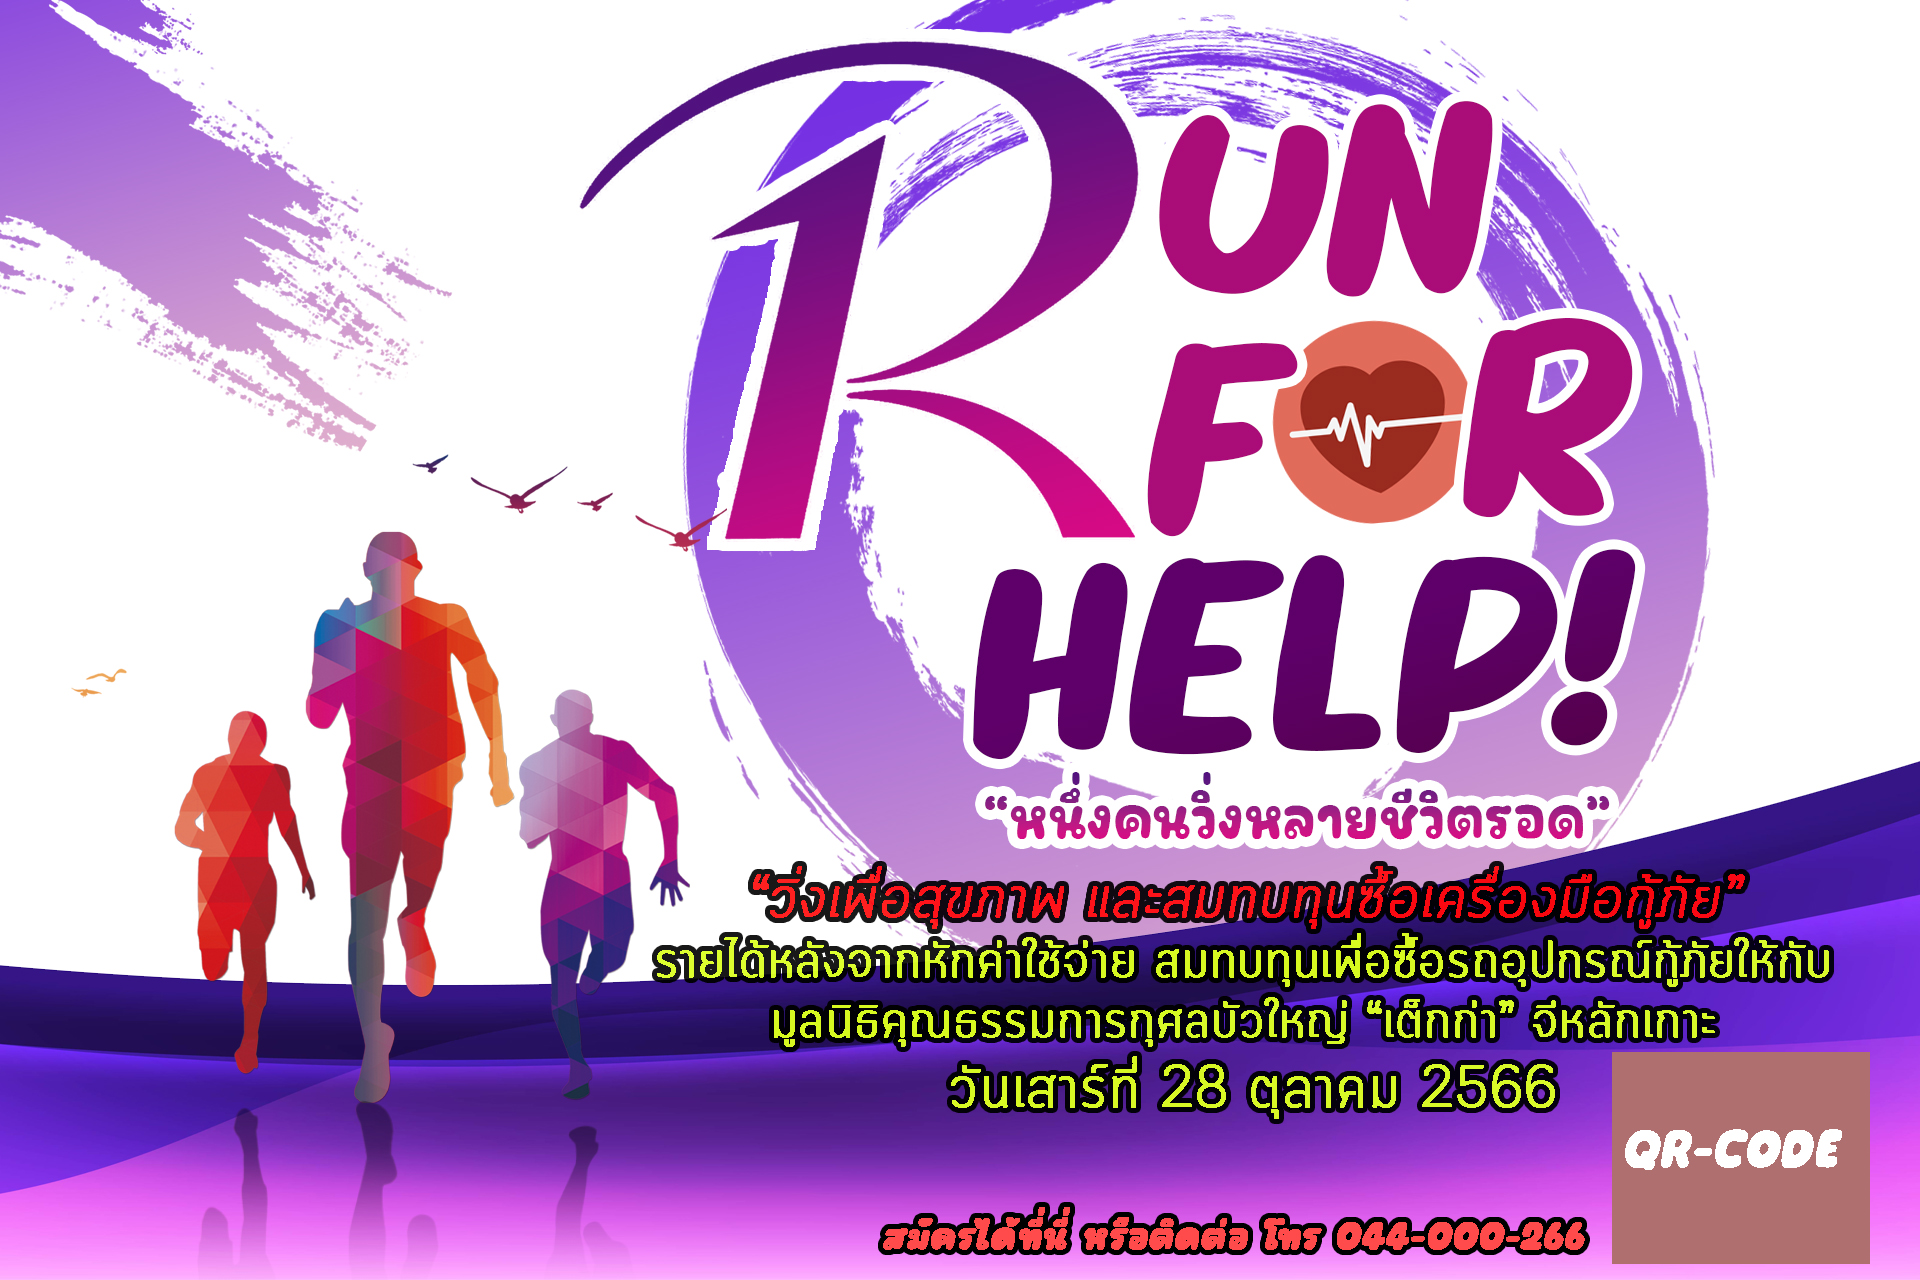 RUN
FOR
HELP!
“หนึ่งคนวิ่งหลายชีวิตรอด”
“วิ่งเพื่อสุขภาพ และสมทบทุนซื้อเครื่องมือกู้ภัย”
รายได้หลังจากหักค่าใช้จ่าย สมทบทุนเพื่อซื้อรถอุปกรณ์กู้ภัยให้กับ
มูลนิธิคุณธรรมการกุศลบัวใหญ่ “เต็กก่า” จีหลักเกาะ
วันเสาร์ที่ 28 ตุลาคม 2566
QR-CODE
สมัครได้ที่นี่ หรือติดต่อ โทร 044-000-266